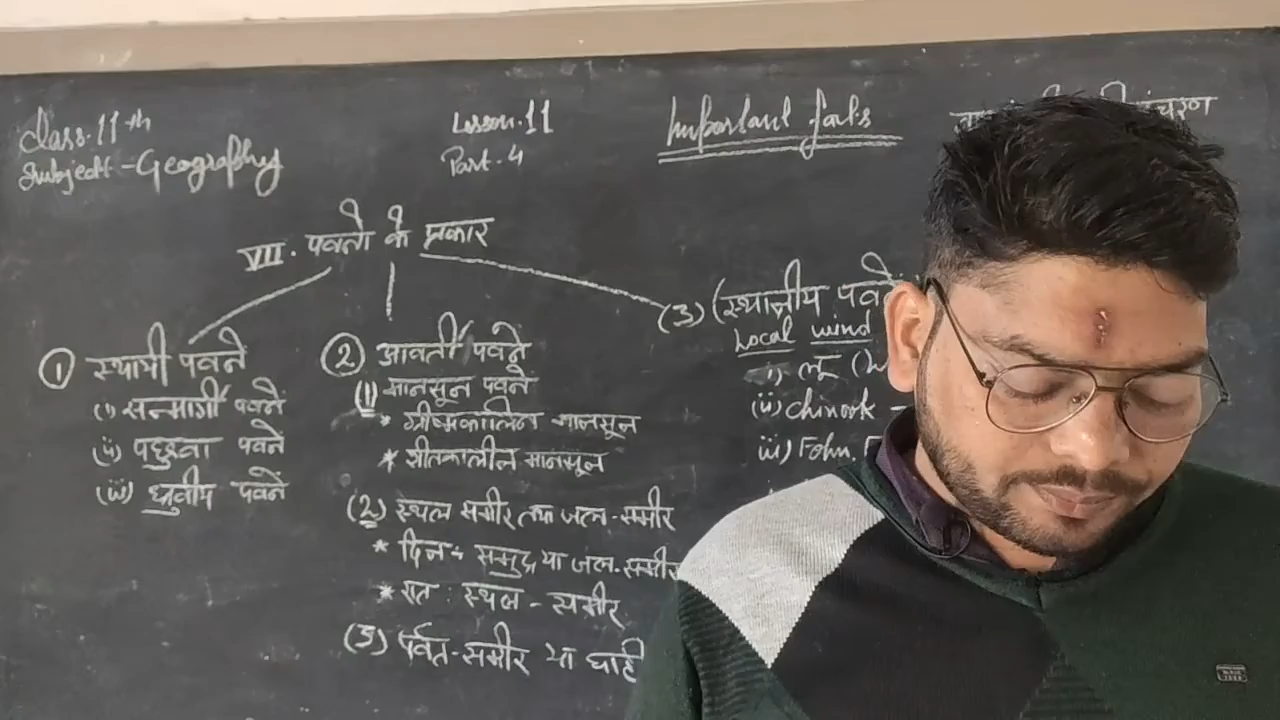 Class. 11th
Subject - Geography
Lesson. 11
Part. 4
Important facts
VII. पवनों के प्रकार
① स्थायी पवनें
(i) सन्मार्गी पवनें
(ii) पछुवा पवनें
(iii) ध्रुवीय पवनें
② आवर्ती पवनें
(1) मानसून पवनें
* ग्रीष्मकालिन मानसून
* शीतकालीन मानसून
(2) स्थल समीर तथा जल-समीर
* दिन - समुद्र या जल-समीर
* रात : स्थल - समीर
(3) पर्वत-समीर या घाटी
(3) (स्थानीय पवनें
Local wind
i) लू
(ii) chinook -
iii) Fohn,